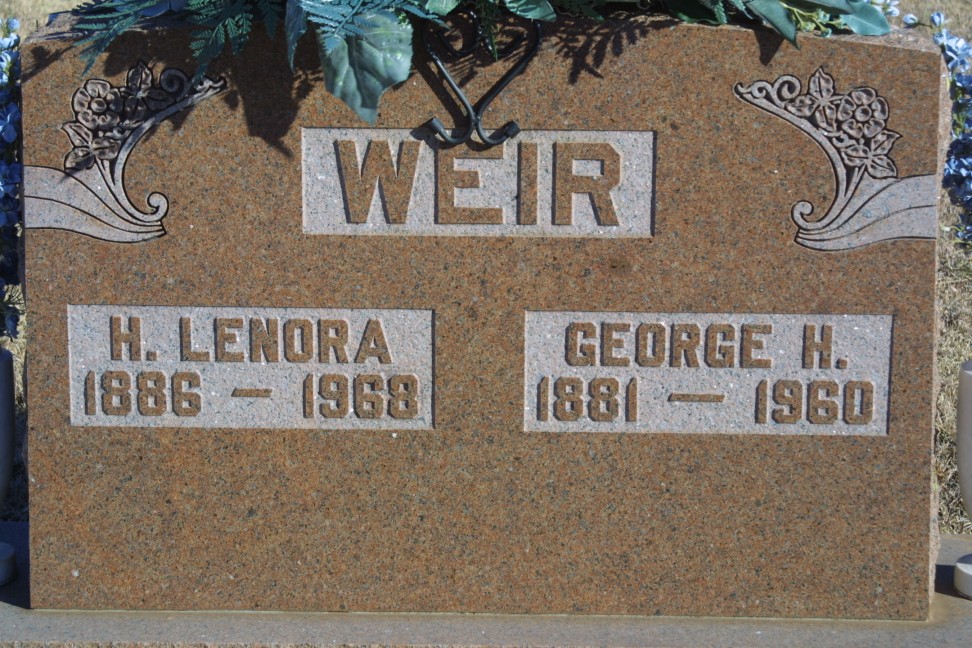 WEIR
H. LENORA
1886 — 1968
GEORGE H.
1881 — 1960